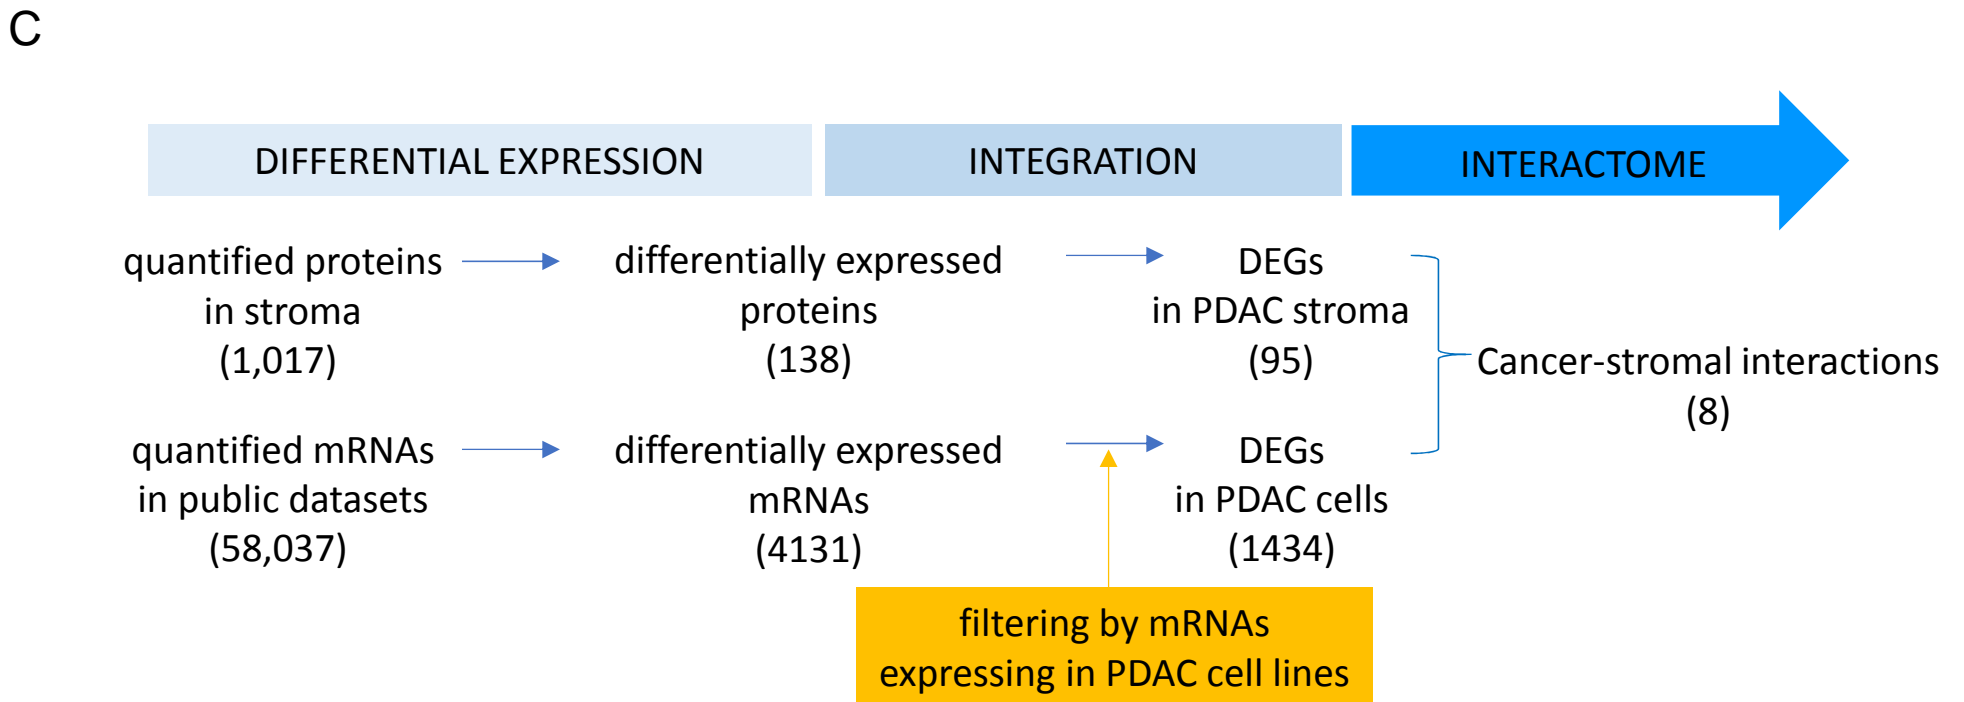 C
DIFFERENTIAL EXPRESSION
INTEGRATION
INTERACTOME
quantified proteins
in stroma
(1,017)
differentially expressed
proteins
(138)
DEGs
in PDAC stroma
(95)
Cancer-stromal interactions
(8)
quantified mRNAs
in public datasets
(58,037)
differentially expressed
mRNAs
(4131)
DEGs
in PDAC cells
(1434)
filtering by mRNAs
expressing in PDAC cell lines